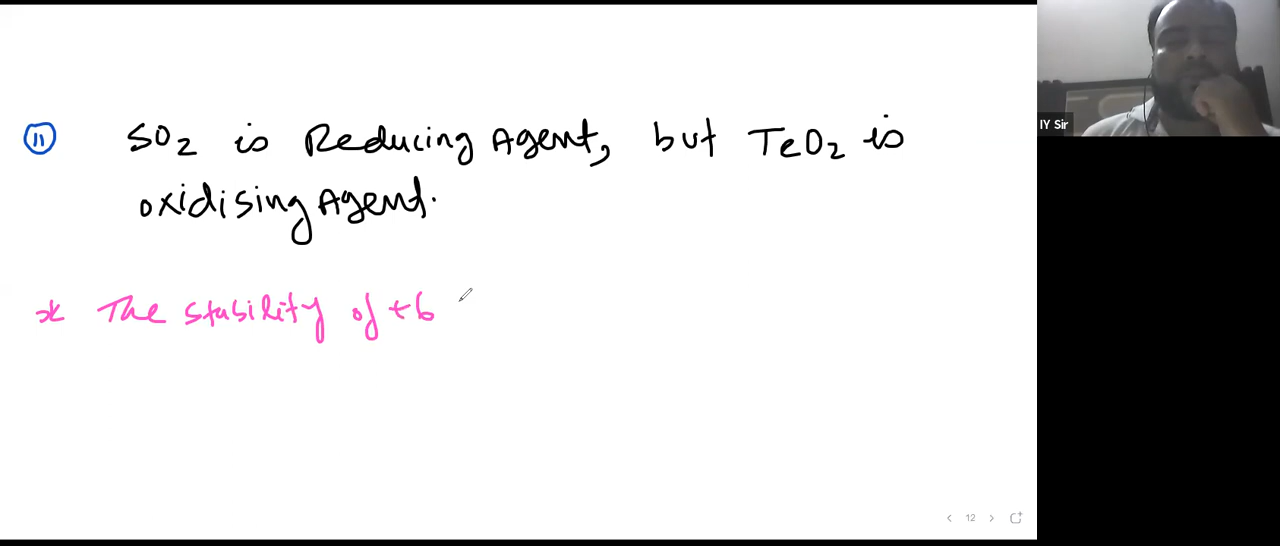 11 SO2 is Reducing Agent, but TeO2 is
oxidising Agent.
* The stability of +6
IY Sir
12